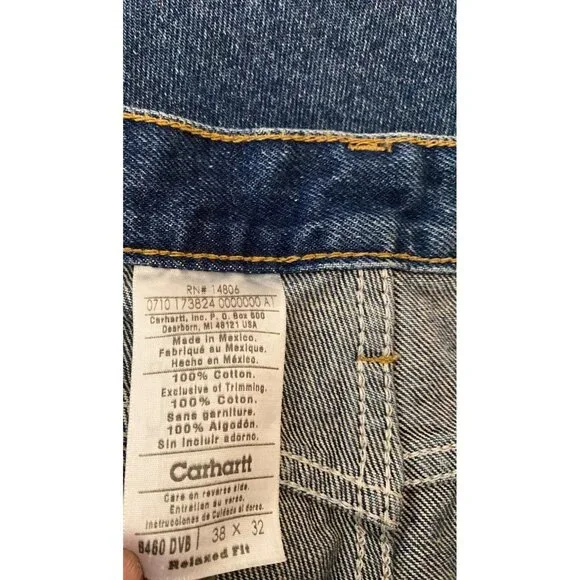 RN# 14806
0710 173824 0000000 A1
Carhartt, Inc. P. O. Box 600
Dearborn, MI 48121 USA
Made in Mexico.
Fabriqué au Mexique.
Hecho en México.
100% Cotton.
Exclusive of Trimming.
100% Coton.
Sans garniture.
100% Algodón.
Sin incluir adorno.
Carhartt
Care on reverse side.
Entretien au verso.
Instrucciones de Cuidado al dorso.
B460 DVB | 38 X 32
Relaxed Fit